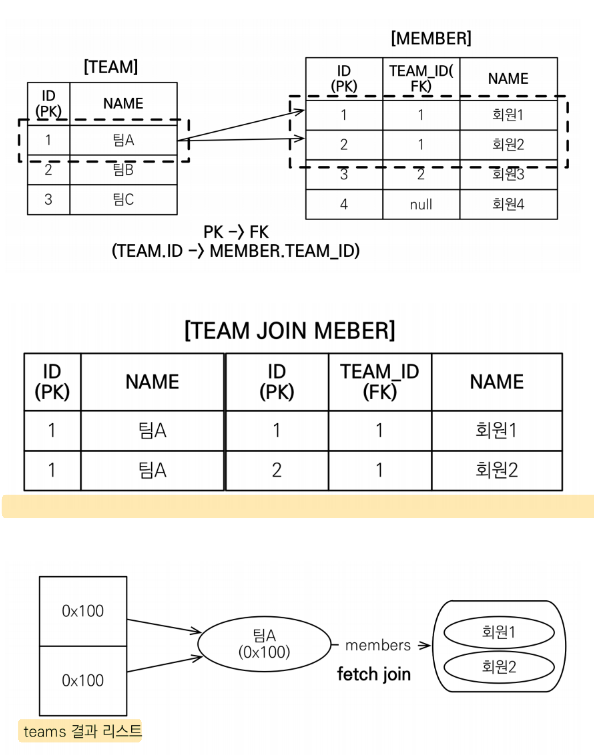 [TEAM]
ID
(PK)
NAME
1
팀A
2
팀B
3
팀C
[MEMBER]
ID
(PK)
TEAM_ID(
FK)
NAME
1
1
회원1
2
1
회원2
3
2
회원3
4
null
회원4
PK -> FK
(TEAM.ID -> MEMBER.TEAM_ID)
[TEAM JOIN MEBER]
ID
(PK)
NAME
ID
(PK)
TEAM_ID
(FK)
NAME
1
팀A
1
1
회원1
1
팀A
2
1
회원2
0x100
0x100
teams 결과 리스트
팀A
(0x100)
members
fetch join
회원1
회원2